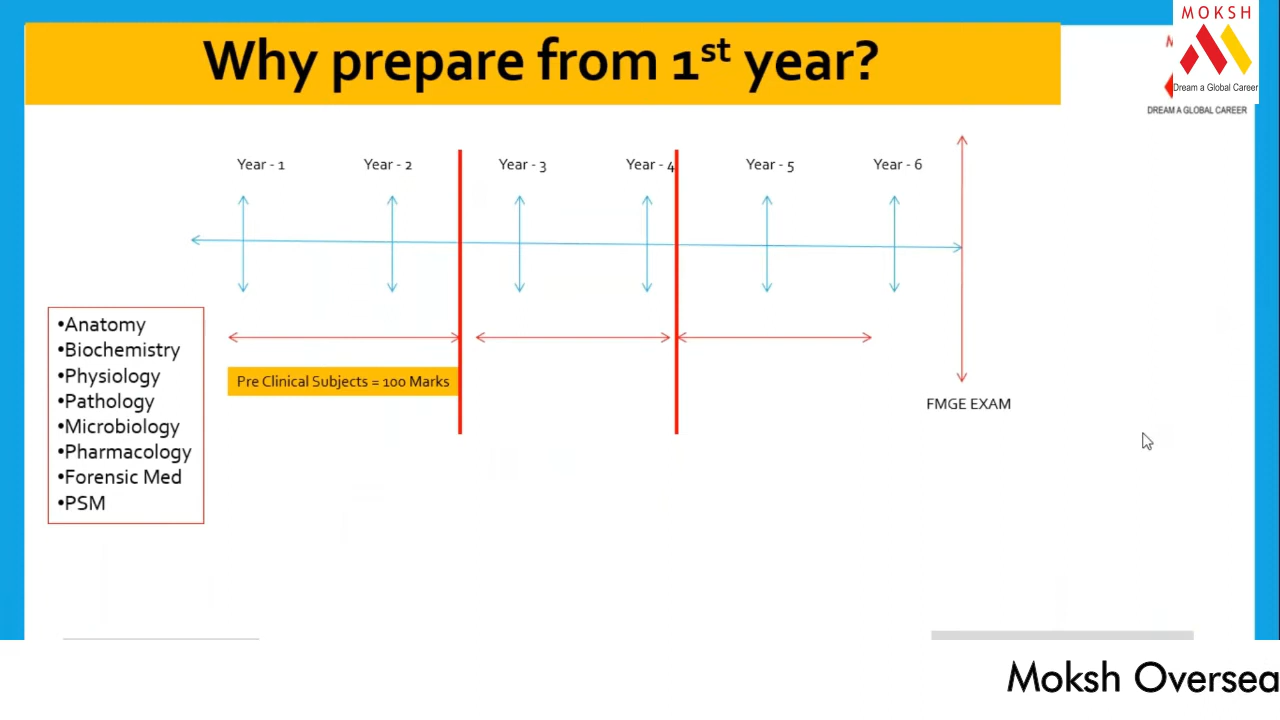 MOKSH
Why prepare from 1st year?
Dream a Global Career
DREAM A GLOBAL CAREER
Year - 1
Year - 2
Year - 3
Year - 4
Year - 5
Year - 6
•Anatomy
•Biochemistry
•Physiology
•Pathology
•Microbiology
•Pharmacology
•Forensic Med
•PSM
Pre Clinical Subjects = 100 Marks
FMGE EXAM
Moksh Oversea